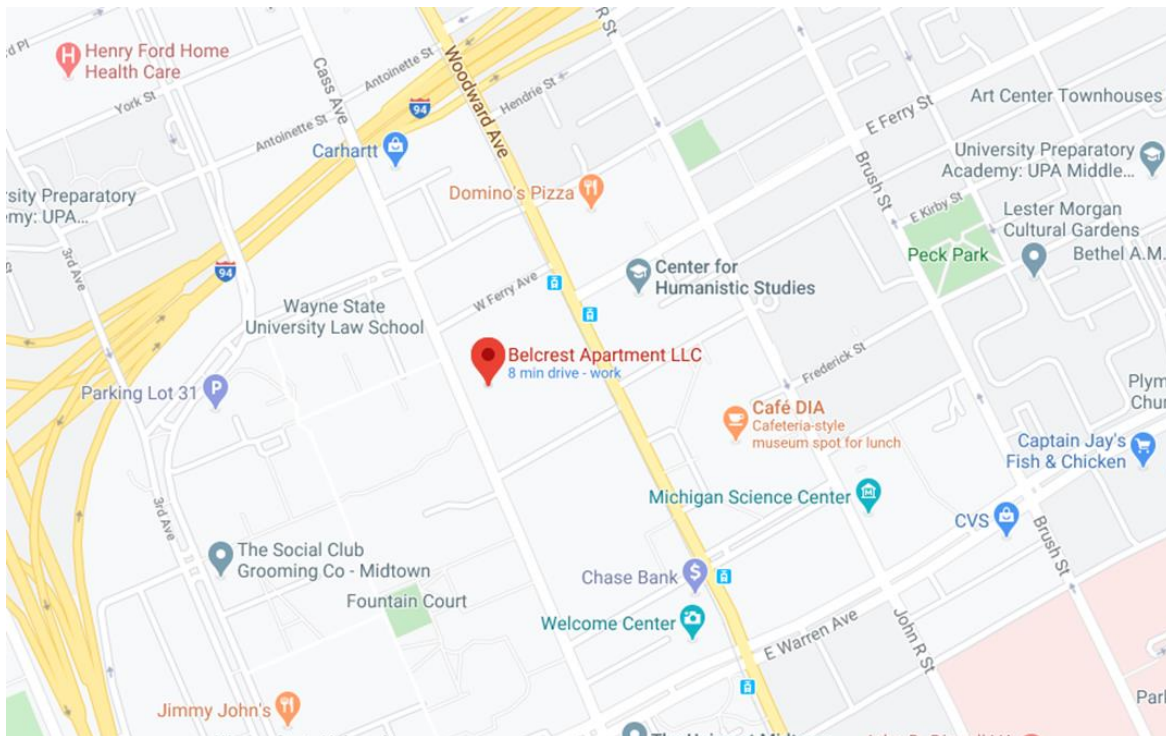 Henry Ford Home
Health Care
York St
Antoinette St
Antoinette St
Cass Ave
94
Woodward Ave
Hendrie St
R St
E Ferry St
Art Center Townhouses
Carhartt
Domino's Pizza
University Preparatory
Academy: UPA Middle...
Brush St
E Kirby St
Lester Morgan
Cultural Gardens
Peck Park
Bethel A.M.
sity Preparatory
my: UPA...
3rd Ave
94
W Ferry Ave
Center for
Humanistic Studies
Wayne State
University Law School
Belcrest Apartment LLC
8 min drive - work
Frederick St
Parking Lot 31
P
Café DIA
Cafeteria-style
museum spot for lunch
Plym
Chur
Captain Jay's
Fish & Chicken
Michigan Science Center
CVS
3rd Ave
The Social Club
Grooming Co - Midtown
Chase Bank
Fountain Court
Welcome Center
Brush St
E Warren Ave
John R St
Jimmy John's
Parl